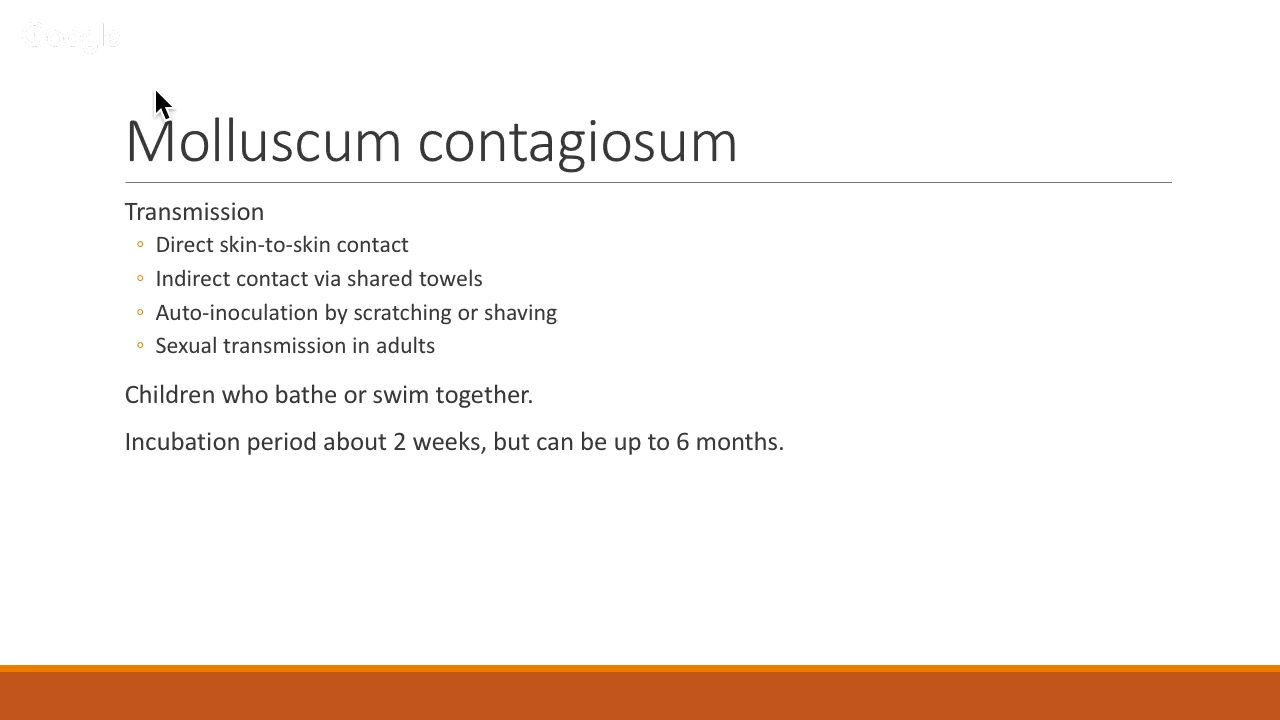 Google
Molluscum contagiosum
Transmission
◦ Direct skin-to-skin contact
◦ Indirect contact via shared towels
◦ Auto-inoculation by scratching or shaving
◦ Sexual transmission in adults
Children who bathe or swim together.
Incubation period about 2 weeks, but can be up to 6 months.